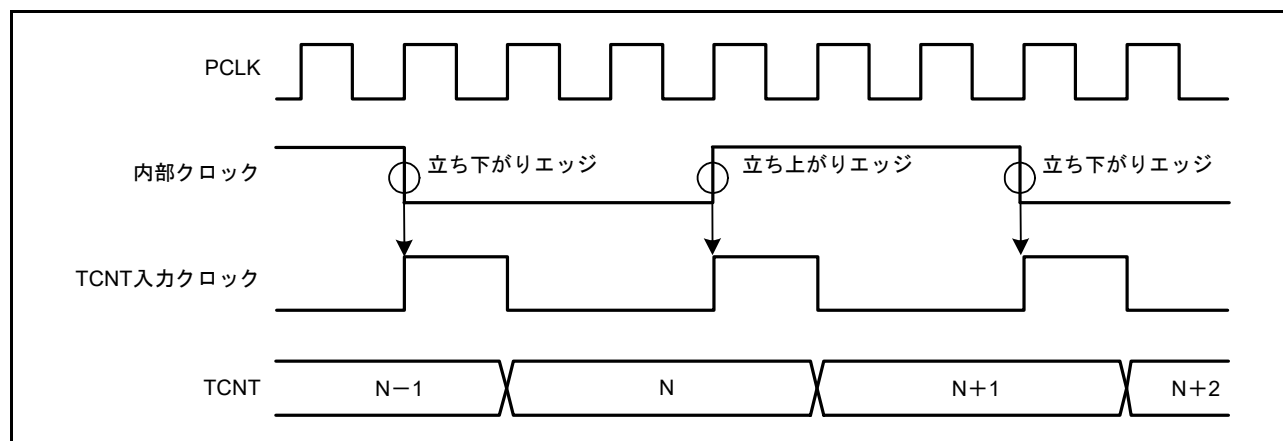 PCLK
内部クロック
立ち下がりエッジ
立ち上がりエッジ
立ち下がりエッジ
TCNT入力クロック
TCNT
N－1
N
N＋1
N＋2